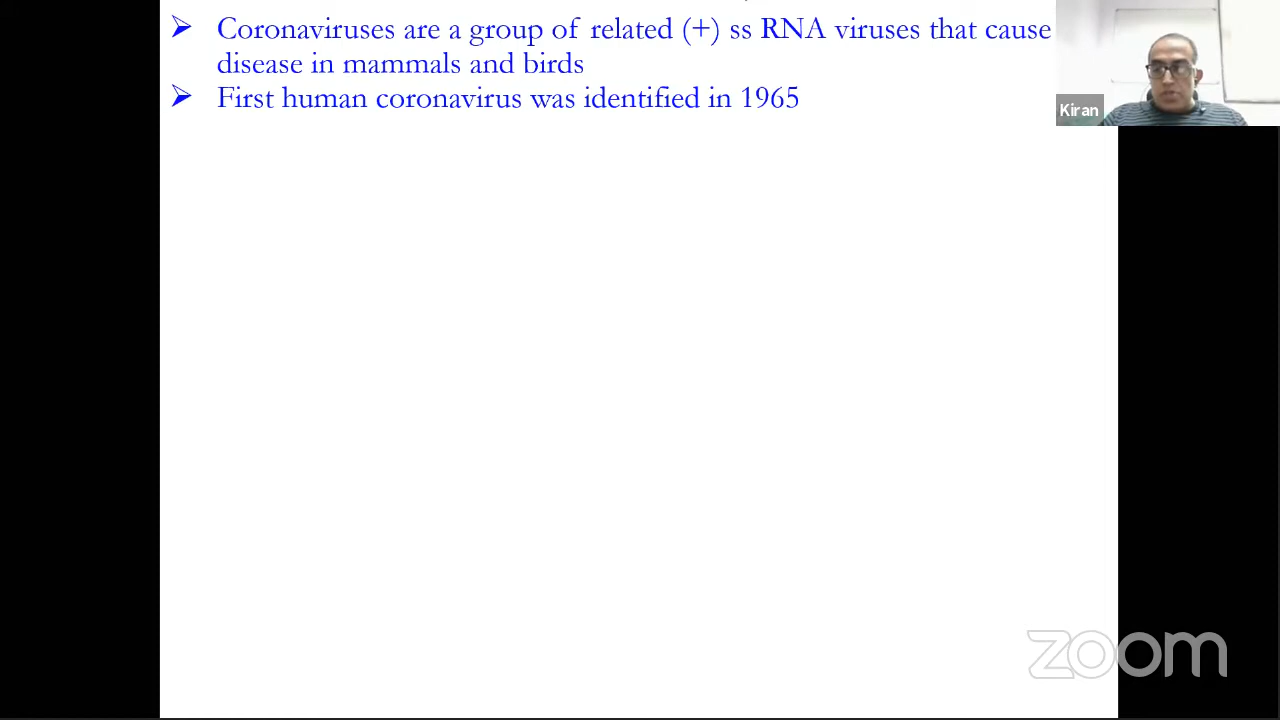 ➢ Coronaviruses are a group of related (+) ss RNA viruses that cause
disease in mammals and birds
➢ First human coronavirus was identified in 1965
Kiran
zoom